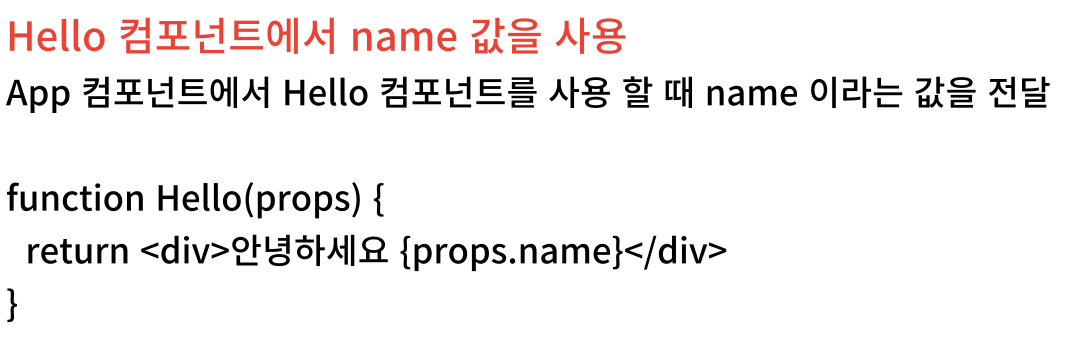 Hello 컴포넌트에서 name 값을 사용
App 컴포넌트에서 Hello 컴포넌트를 사용 할 때 name 이라는 값을 전달
function Hello(props) {
  return <div>안녕하세요 {props.name}</div>
}